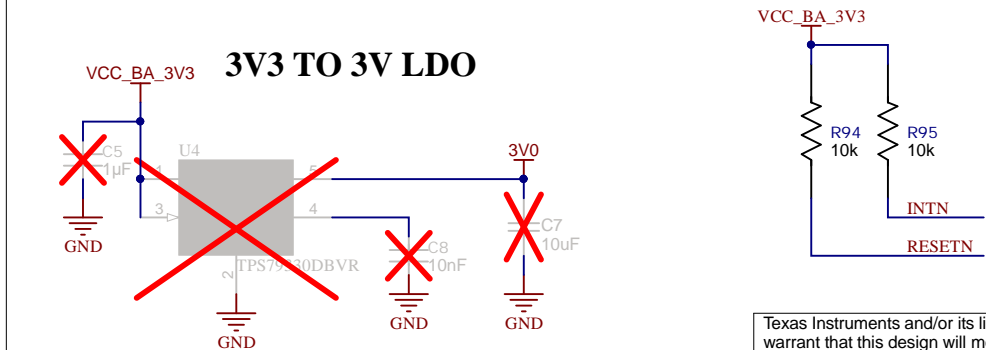 VCC_BA_3V3
3V3 TO 3V LDO
VCC_BA_3V3
C5
1µF
U4
1
5
3
4
2
TPS79330DBVR
3V0
C7
10uF
C8
10nF
GND
GND
GND
GND
R94
10k
R95
10k
INTN
RESETN
Texas Instruments and/or its li
warrant that this design will m